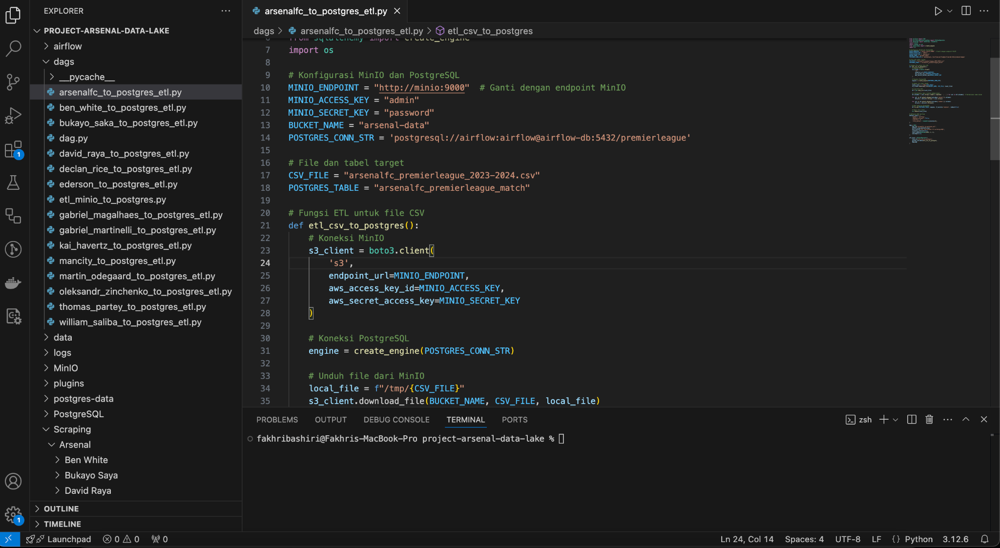 EXPLORER
PROJECT-ARSENAL-DATA-LAKE
airflow
dags
__pycache__
arsenalfc_to_postgres_etl.py
ben_white_to_postgres_etl.py
bukayo_saka_to_postgres_etl.py
dag.py
david_raya_to_postgres_etl.py
declan_rice_to_postgres_etl.py
ederson_to_postgres_etl.py
etl_minio_to_postgres.py
gabriel_magalhaes_to_postgres_etl.py
gabriel_martinelli_to_postgres_etl.py
kai_havertz_to_postgres_etl.py
mancity_to_postgres_etl.py
martin_odegaard_to_postgres_etl.py
oleksandr_zinchenko_to_postgres_etl.py
thomas_partey_to_postgres_etl.py
william_saliba_to_postgres_etl.py
data
logs
MinIO
plugins
postgres-data
PostgreSQL
Scraping
Arsenal
Ben White
Bukayo Saya
David Raya
OUTLINE
TIMELINE
1
1
arsenalfc_to_postgres_etl.py
dags > arsenalfc_to_postgres_etl.py > etl_csv_to_postgres
6 from sqlalchemy import create_engine
7 import os
8
9 # Konfigurasi MinIO dan PostgreSQL
10 MINIO_ENDPOINT = "http://minio:9000"  # Ganti dengan endpoint MinIO
11 MINIO_ACCESS_KEY = "admin"
12 MINIO_SECRET_KEY = "password"
13 BUCKET_NAME = "arsenal-data"
14 POSTGRES_CONN_STR = 'postgresql://airflow:airflow@airflow-db:5432/premierleague'
15
16 # File dan tabel target
17 CSV_FILE = "arsenalfc_premierleague_2023-2024.csv"
18 POSTGRES_TABLE = "arsenalfc_premierleague_match"
19
20 # Fungsi ETL untuk file CSV
21 def etl_csv_to_postgres():
22     # Koneksi MinIO
23     s3_client = boto3.client(
24         's3',
25         endpoint_url=MINIO_ENDPOINT,
26         aws_access_key_id=MINIO_ACCESS_KEY,
27         aws_secret_access_key=MINIO_SECRET_KEY
28     )
29
30     # Koneksi PostgreSQL
31     engine = create_engine(POSTGRES_CONN_STR)
32
33     # Unduh file dari MinIO
34     local_file = f"/tmp/{CSV_FILE}"
35     s3_client.download_file(BUCKET_NAME, CSV_FILE, local_file)
PROBLEMS OUTPUT DEBUG CONSOLE TERMINAL PORTS zsh
fakhribashiri@Fakhris-MacBook-Pro project-arsenal-data-lake %
Launchpad 0 0 0 Ln 24, Col 14 Spaces: 4 UTF-8 LF {} Python 3.12.6